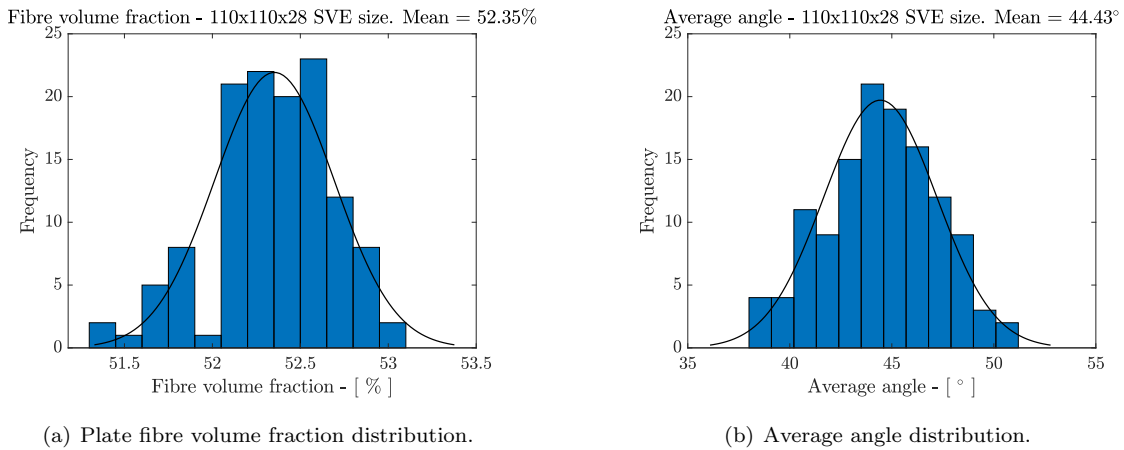 Fibre volume fraction - 110x110x28 SVE size. Mean = 52.35%
25
20
15
10
5
0
Frequency
51.5
52
52.5
53
53.5
Fibre volume fraction - [ % ]
(a) Plate fibre volume fraction distribution.
Average angle - 110x110x28 SVE size. Mean = 44.43°
25
20
15
10
5
0
Frequency
35
40
45
50
55
Average angle - [ ° ]
(b) Average angle distribution.